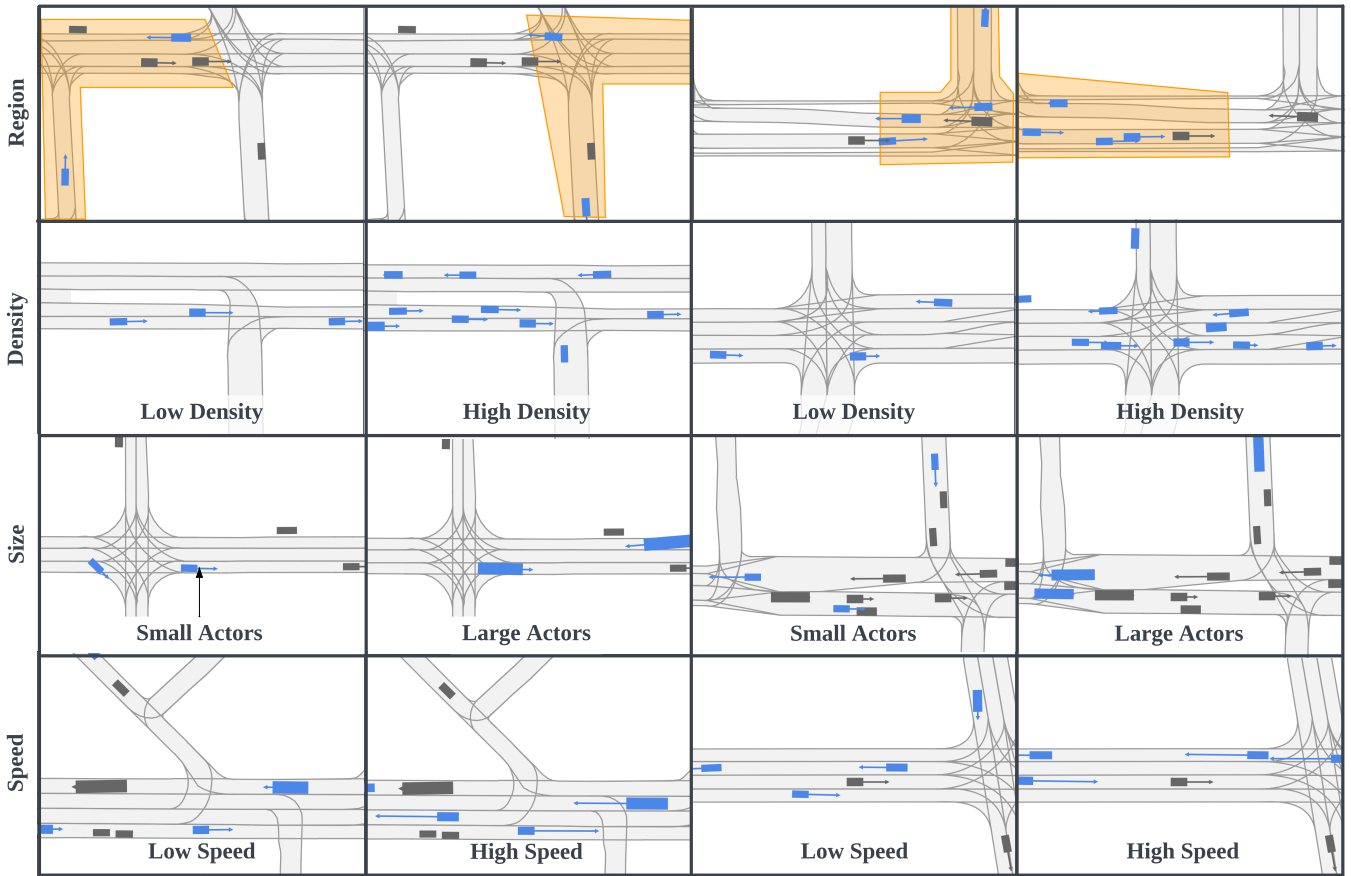 Region
Density
Low Density
High Density
Low Density
High Density
Size
Small Actors
Large Actors
Small Actors
Large Actors
Speed
Low Speed
High Speed
Low Speed
High Speed